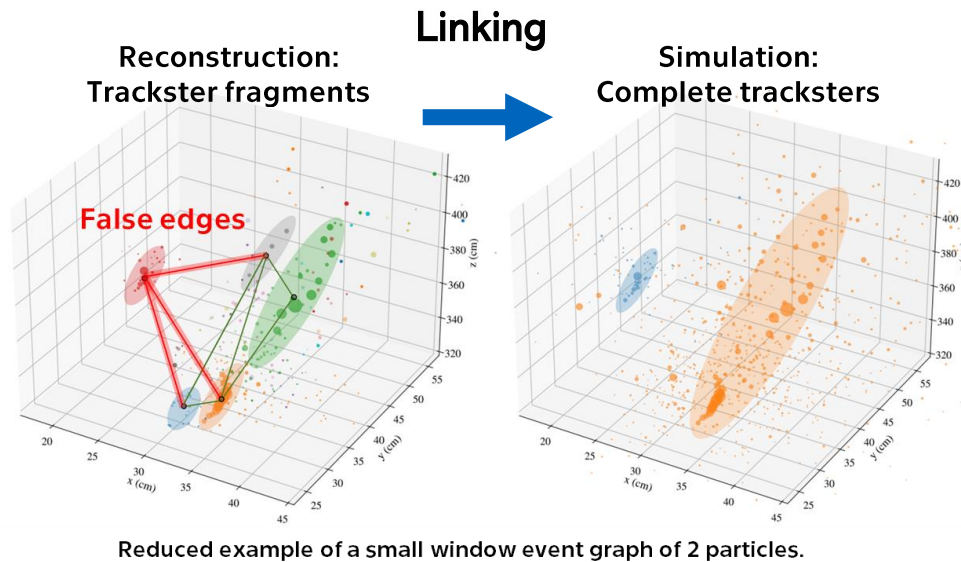 Linking
Reconstruction:
Trackster fragments
Simulation:
Complete tracksters
False edges
420
400
380
360
340
320
z (cm)
55
50
45
40
35
30
25
y (cm)
20
25
30
35
40
45
x (cm)
420
400
380
360
340
320
z (cm)
55
50
45
40
35
30
25
y (cm)
20
25
30
35
40
45
x (cm)
Reduced example of a small window event graph of 2 particles.